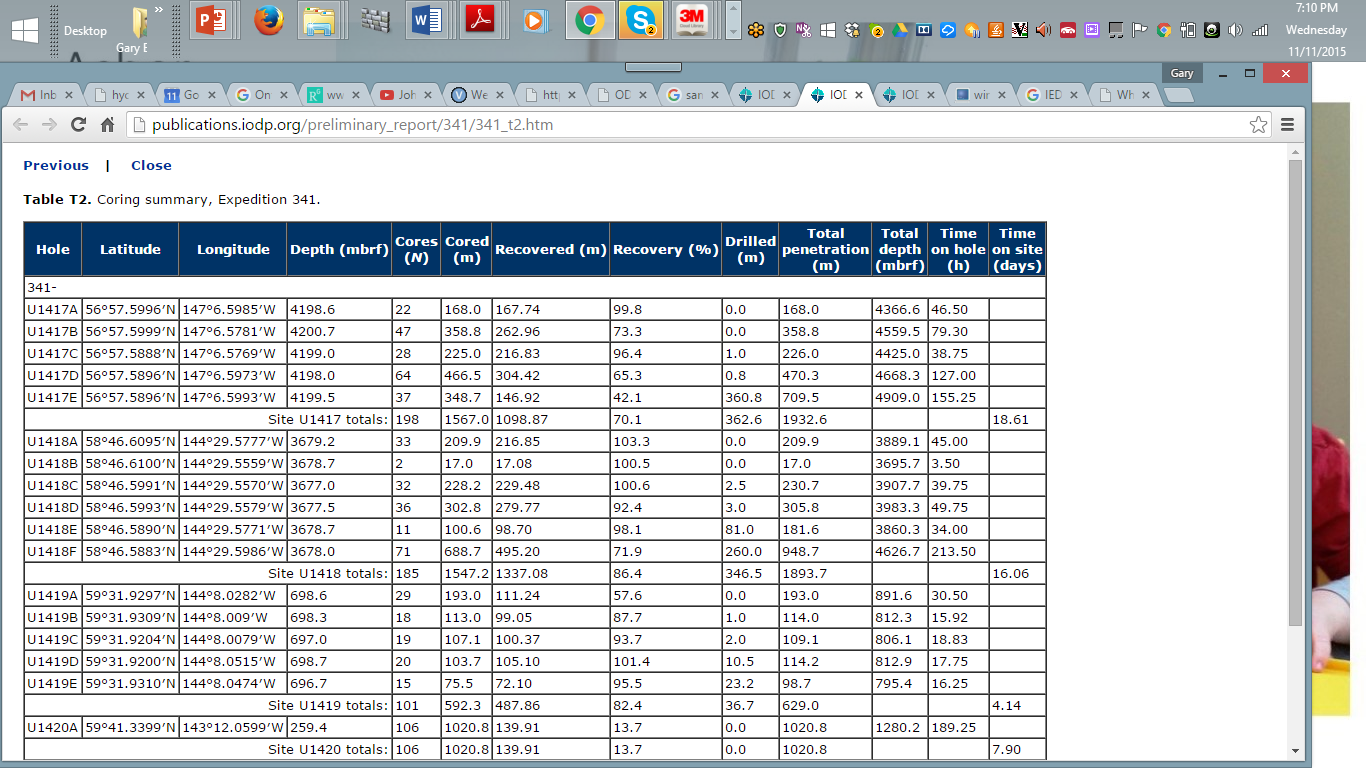 7:10 PM
Desktop
Gary E
Wednesday
11/11/2015
Gary
Inb
hyc
Go
On
ww
Joh
We
htt
OD
sar
IOD
IOD
IOD
wir
IED
Wh
publications.iodp.org/preliminary_report/341/341_t2.htm
Previous | Close
Table T2. Coring summary, Expedition 341.
Hole Latitude Longitude Depth (mbrf) Cores (N) Cored (m) Recovered (m) Recovery (%) Drilled (m) Total penetration (m) Total depth (mbrf) Time on hole (h) Time on site (days)
341-
U1417A 56°57.5996′N 147°6.5985′W 4198.6 22 168.0 167.74 99.8 0.0 168.0 4366.6 46.50
U1417B 56°57.5999′N 147°6.5781′W 4200.7 47 358.8 262.96 73.3 0.0 358.8 4559.5 79.30
U1417C 56°57.5888′N 147°6.5769′W 4199.0 28 225.0 216.83 96.4 1.0 226.0 4425.0 38.75
U1417D 56°57.5896′N 147°6.5973′W 4198.0 64 466.5 304.42 65.3 0.8 470.3 4668.3 127.00
U1417E 56°57.5896′N 147°6.5993′W 4199.5 37 348.7 146.92 42.1 360.8 709.5 4909.0 155.25
Site U1417 totals: 198 1567.0 1098.87 70.1 362.6 1932.6 18.61
U1418A 58°46.6095′N 144°29.5777′W 3679.2 33 209.9 216.85 103.3 0.0 209.9 3889.1 45.00
U1418B 58°46.6100′N 144°29.5559′W 3678.7 2 17.0 17.08 100.5 0.0 17.0 3695.7 3.50
U1418C 58°46.5991′N 144°29.5570′W 3677.0 32 228.2 229.48 100.6 2.5 230.7 3907.7 39.75
U1418D 58°46.5993′N 144°29.5579′W 3677.5 36 302.8 279.77 92.4 3.0 305.8 3983.3 49.75
U1418E 58°46.5890′N 144°29.5771′W 3678.7 11 100.6 98.70 98.1 81.0 181.6 3860.3 34.00
U1418F 58°46.5883′N 144°29.5986′W 3678.0 71 688.7 495.20 71.9 260.0 948.7 4626.7 213.50
Site U1418 totals: 185 1547.2 1337.08 86.4 346.5 1893.7 16.06
U1419A 59°31.9297′N 144°8.0282′W 698.6 29 193.0 111.24 57.6 0.0 193.0 891.6 30.50
U1419B 59°31.9309′N 144°8.009′W 698.3 18 113.0 99.05 87.7 1.0 114.0 812.3 15.92
U1419C 59°31.9204′N 144°8.0079′W 697.0 19 107.1 100.37 93.7 2.0 109.1 806.1 18.83
U1419D 59°31.9200′N 144°8.0515′W 698.7 20 103.7 105.10 101.4 10.5 114.2 812.9 17.75
U1419E 59°31.9310′N 144°8.0474′W 696.7 15 75.5 72.10 95.5 23.2 98.7 795.4 16.25
Site U1419 totals: 101 592.3 487.86 82.4 36.7 629.0 4.14
U1420A 59°41.3399′N 143°12.0599′W 259.4 106 1020.8 139.91 13.7 0.0 1020.8 1280.2 189.25
Site U1420 totals: 106 1020.8 139.91 13.7 0.0 1020.8 7.90